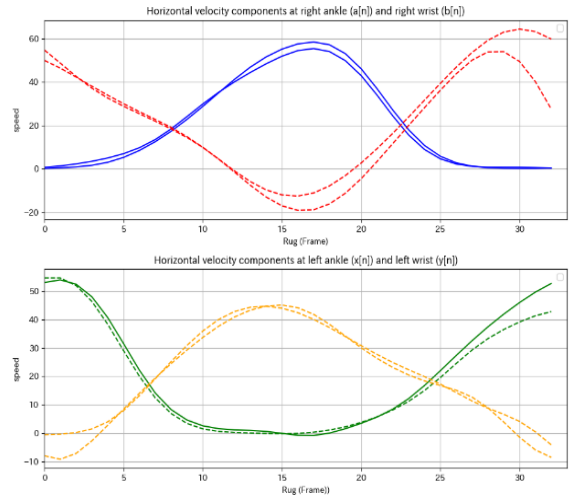 Horizontal velocity components at right ankle (a[n]) and right wrist (b[n])
60
40
20
0
-20
speed
0 5 10 15 20 25 30
Rug (Frame)
Horizontal velocity components at left ankle (x[n]) and left wrist (y[n])
50
40
30
20
10
0
-10
speed
0 5 10 15 20 25 30
Rug (Frame))